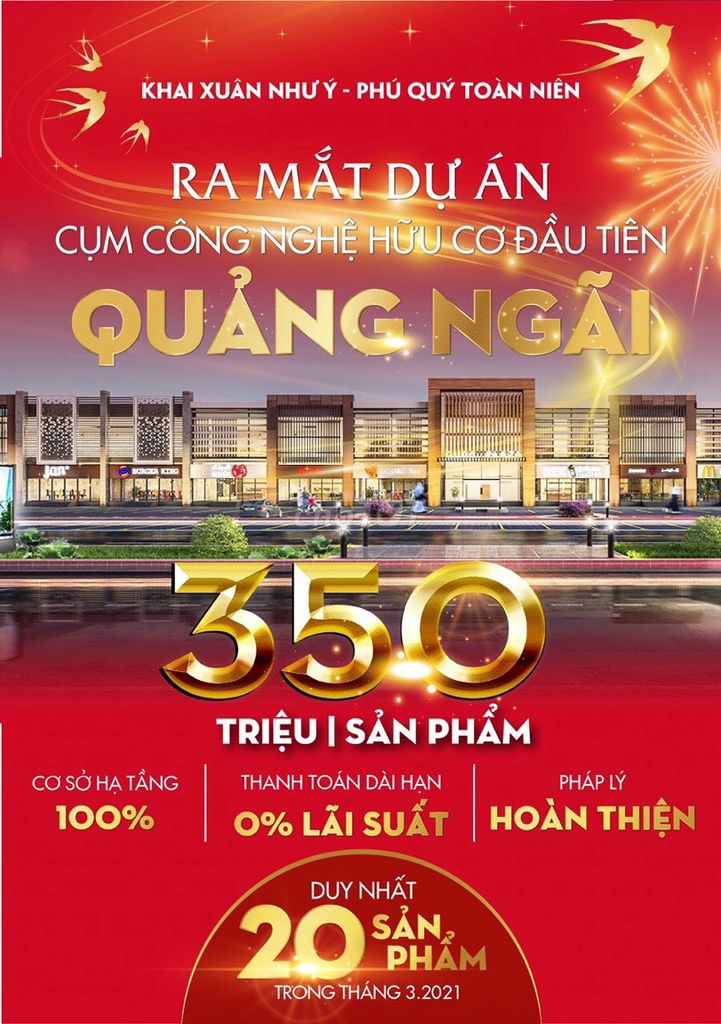 KHAI XUÂN NHƯ Ý - PHÚ QUÝ TOÀN NIÊN
RA MẮT DỰ ÁN
CỤM CÔNG NGHỆ HỮU CƠ ĐẦU TIÊN
QUẢNG NGÃI
BURGER KING
350
TRIỆU | SẢN PHẨM
CƠ SỞ HẠ TẦNG
100%
THANH TOÁN DÀI HẠN
0% LÃI SUẤT
PHÁP LÝ
HOÀN THIỆN
DUY NHẤT
20 SẢN PHẨM
TRONG THÁNG 3.2021